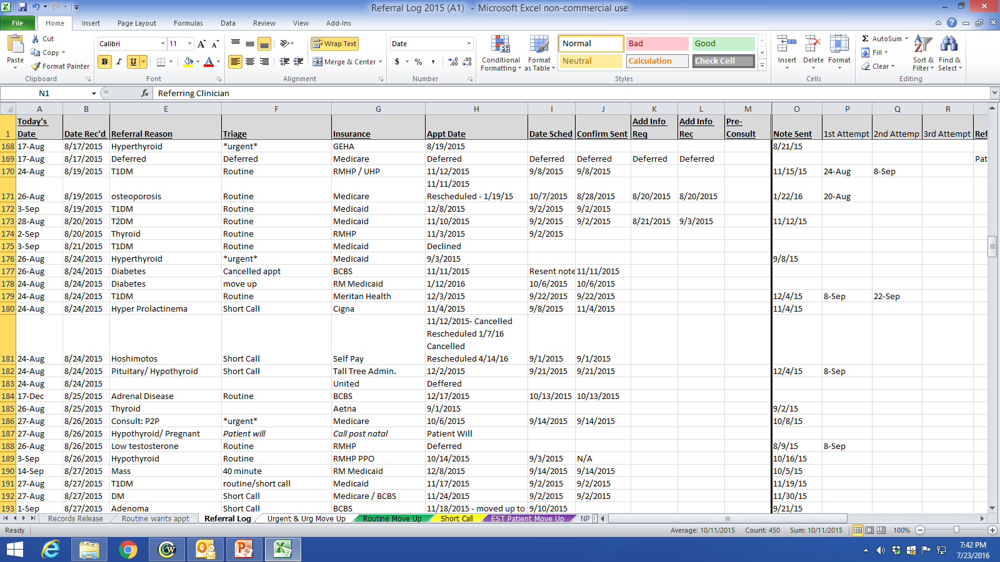 Referral Log 2015 (A1) - Microsoft Excel non-commercial use
File Home Insert Page Layout Formulas Data Review View Add-Ins
Paste Cut Copy Format Painter Clipboard
Calibri 11 B I U A A A Font
Wrap Text Merge & Center Alignment
Date $ % , Number
Conditional Formatting Format as Table Normal Bad Good Neutral Calculation Check Cell Styles
Insert Delete Format Cells
Σ AutoSum Fill Clear Sort & Filter Find & Select Editing
N1 fx Referring Clinician
A B E F G H I J K L M O P Q R
1 Today's Date Date Rec'd Referral Reason Triage Insurance Appt Date Date Sched Confirm Sent Add Info Req Add Info Rec Pre-Consult Note Sent 1st Attempt 2nd Attemp 3rd Attempt Ref
168 17-Aug 8/17/2015 Hyperthyroid *urgent* GEHA 8/19/2015 8/21/15
169 17-Aug 8/17/2015 Deferred Deferred Medicare Deferred Deferred Deferred Deferred Deferred Pat
170 24-Aug 8/19/2015 T1DM Routine RMHP / UHP 11/12/2015 9/8/2015 9/8/2015 11/15/15 24-Aug 8-Sep
171 26-Aug 8/19/2015 osteoporosis Routine Medicare 11/11/2015 Rescheduled - 1/19/15 10/7/2015 8/28/2015 8/20/2015 8/20/2015 1/22/16 20-Aug
172 3-Sep 8/19/2015 T1DM Routine Medicaid 12/8/2015 9/2/2015 9/2/2015
173 28-Aug 8/20/2015 T2DM Routine Medicaid 11/10/2015 9/2/2015 9/2/2015 8/21/2015 9/3/2015 11/12/15
174 2-Sep 8/20/2015 Thyroid Routine RMHP 11/3/2015 9/2/2015
175 3-Sep 8/21/2015 T1DM Routine Medicaid Declined
176 26-Aug 8/24/2015 Hyperthyroid *urgent* Medicaid 9/3/2015 9/8/15
177 26-Aug 8/24/2015 Diabetes Cancelled appt BCBS 11/11/2015 Resent note 11/11/2015
178 24-Aug 8/24/2015 Diabetes move up RM Medicaid 1/12/2016 10/6/2015 10/6/2015
179 24-Aug 8/24/2015 T1DM Routine Meritan Health 12/3/2015 9/22/2015 9/22/2015 12/4/15 8-Sep 22-Sep
180 24-Aug 8/24/2015 Hyper Prolactinema Short Call Cigna 11/4/2015 9/8/2015 11/4/2015 11/4/15
181 24-Aug 8/24/2015 Hoshimotos Short Call Self Pay 11/12/2015- Cancelled Rescheduled 1/7/16 Cancelled Rescheduled 4/14/16 9/1/2015 9/1/2015
182 24-Aug 8/24/2015 Pituitary/ Hypothyroid Short Call Tall Tree Admin. 12/2/2015 9/21/2015 9/21/2015 12/4/15 8-Sep
183 24-Aug 8/24/2015 United Deffered
184 17-Dec 8/25/2015 Adrenal Disease Routine BCBS 12/17/2015 10/13/2015 10/13/2015
185 26-Aug 8/25/2015 Thyroid Aetna 9/1/2015 9/2/15
186 27-Aug 8/26/2015 Consult: P2P *urgent* Medicare 10/6/2015 9/14/2015 9/14/2015 10/8/15
187 27-Aug 8/26/2015 Hypothyroid/ Pregnant Patient will Call post natal Patient Will
188 26-Aug 8/26/2015 Low testosterone Routine RMHP Deferred 8/9/15 8-Sep
189 3-Sep 8/26/2015 Hypothyroid Routine RMHP PPO 10/14/2015 9/3/2015 N/A 10/16/15
190 14-Sep 8/27/2015 Mass 40 minute RM Medicaid 12/8/2015 9/14/2015 9/14/2015 10/5/15
191 27-Aug 8/27/2015 T1DM routine/short call Medicaid 11/17/2015 9/2/2015 9/2/2015 11/19/15
192 27-Aug 8/27/2015 DM Short Call Medicare / BCBS 11/24/2015 9/2/2015 9/2/2015 11/30/15
193 1-Sep 8/27/2015 Adenoma Short Call BCBS 11/18/2015 - moved up to 9/10/2015 9/21/15
Records Release Routine wants appt Referral Log Urgent & Urg Move Up Routine Move Up Short Call EST Patient Move Up NP
Ready Average: 10/11/2015 Count: 450 Sum: 10/11/2015 100%
7:42 PM
7/23/2016